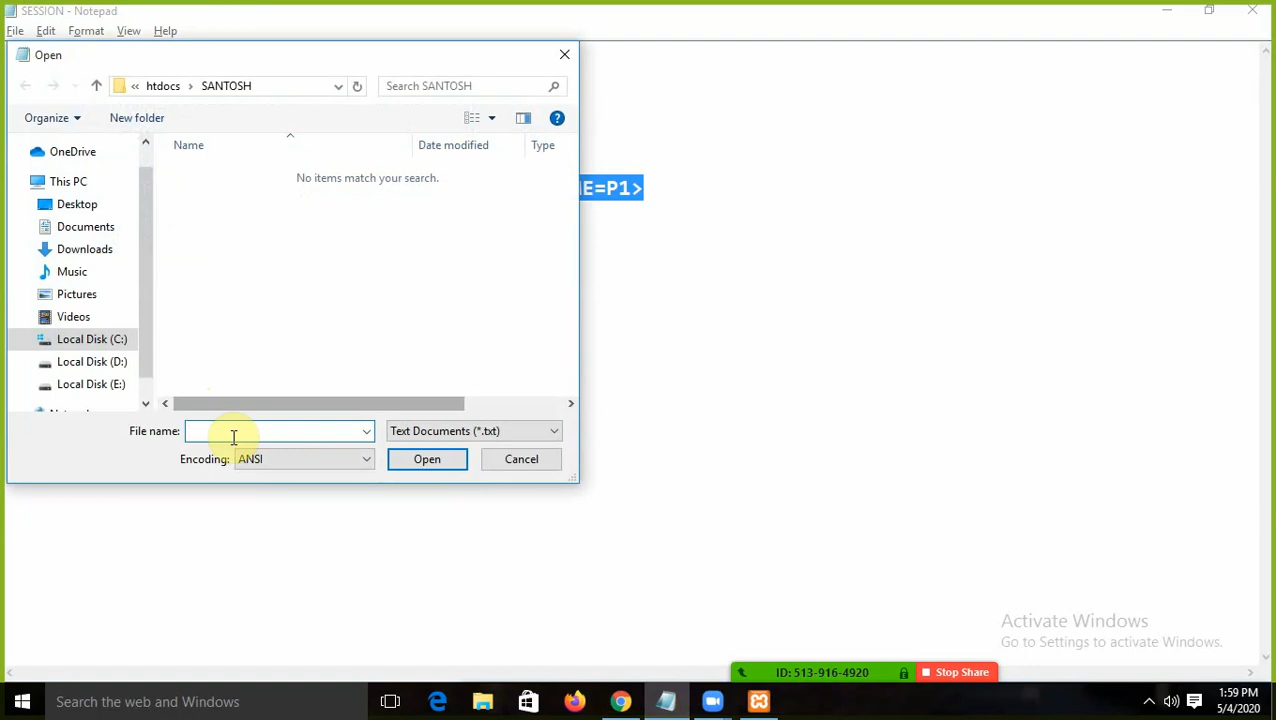 SESSION - Notepad
File Edit Format View Help
Open
« htdocs > SANTOSH
Search SANTOSH
Organize New folder
Name Date modified Type
No items match your search.
OneDrive
This PC
Desktop
Documents
Downloads
Music
Pictures
Videos
Local Disk (C:)
Local Disk (D:)
Local Disk (E:)
E=P1>
File name: Text Documents (*.txt)
Encoding: ANSI Open Cancel
Activate Windows
Go to Settings to activate Windows.
ID: 513-916-4920 Stop Share
Search the web and Windows
1:59 PM
5/4/2020